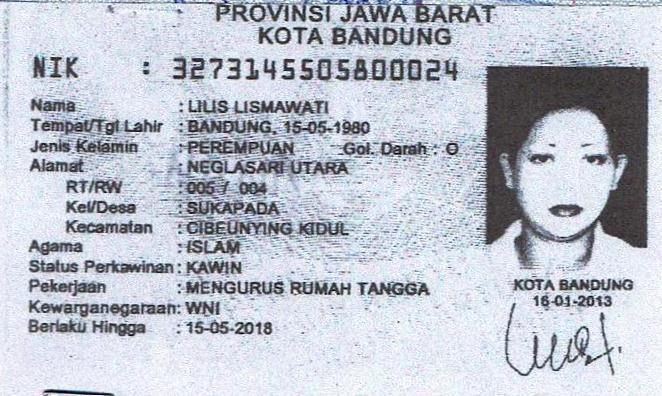 PROVINSI JAWA BARAT
KOTA BANDUNG
NIK : 3273145505800024
Nama : LILIS LISMAWATI
Tempat/Tgl Lahir : BANDUNG, 15-05-1980
Jenis Kelamin : PEREMPUAN Gol. Darah : O
Alamat : NEGLASARI UTARA
RT/RW : 005 / 004
Kel/Desa : SUKAPADA
Kecamatan : CIBEUNYING KIDUL
Agama : ISLAM
Status Perkawinan : KAWIN
Pekerjaan : MENGURUS RUMAH TANGGA
Kewarganegaraan: WNI
Berlaku Hingga : 15-05-2018
KOTA BANDUNG
16-01-2013